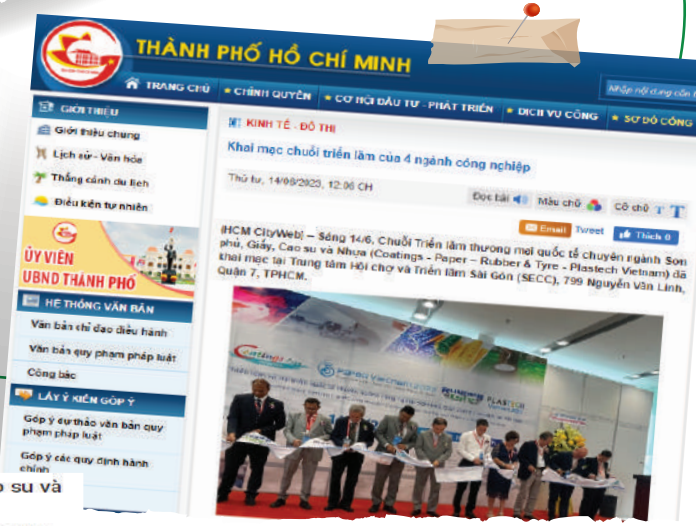 THÀNH PHỐ HỒ CHÍ MINH
TRANG CHỦ
CHÍNH QUYỀN
CƠ HỘI ĐẦU TƯ - PHÁT TRIỂN
DỊCH VỤ CÔNG
SƠ ĐỒ CÔNG
GIỚI THIỆU
Giới thiệu chung
Lịch sử - Văn hóa
Thắng cảnh du lịch
Điều kiện tự nhiên
ỦY VIÊN
UBND THÀNH PHỐ
HỆ THỐNG VĂN BẢN
Văn bản chỉ đạo điều hành
Văn bản quy phạm pháp luật
Công báo
LẤY Ý KIẾN GÓP Ý
Góp ý dự thảo văn bản quy
phạm pháp luật
Góp ý các quy định hành
chính
su và
KINH TẾ - ĐÔ THỊ
Khai mạc chuỗi triển lãm của 4 ngành công nghiệp
Thứ tư, 14/06/2023, 12:06 CH
Đọc bài
Màu chữ
Cỡ chữ T T
Email
Tweet
Thích 0
(HCM CityWeb) – Sáng 14/6, Chuỗi Triển lãm thương mại quốc tế chuyên ngành Sơn
phủ, Giấy, Cao su và Nhựa (Coatings - Paper – Rubber & Tyre - Plastech Vietnam) đã
khai mạc tại Trung tâm Hội chợ và Triển lãm Sài Gòn (SECC), 799 Nguyễn Văn Linh,
Quận 7, TPHCM.
PLASTECH